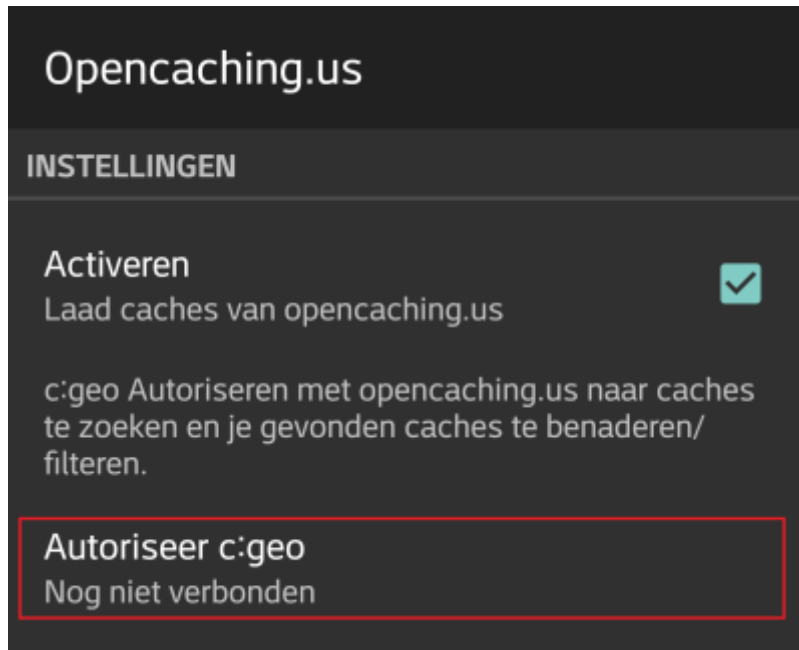 Opencaching.us
INSTELLINGEN
Activeren
Laad caches van opencaching.us
c:geo Autoriseren met opencaching.us naar caches
te zoeken en je gevonden caches te benaderen/
filteren.
Autoriseer c:geo
Nog niet verbonden